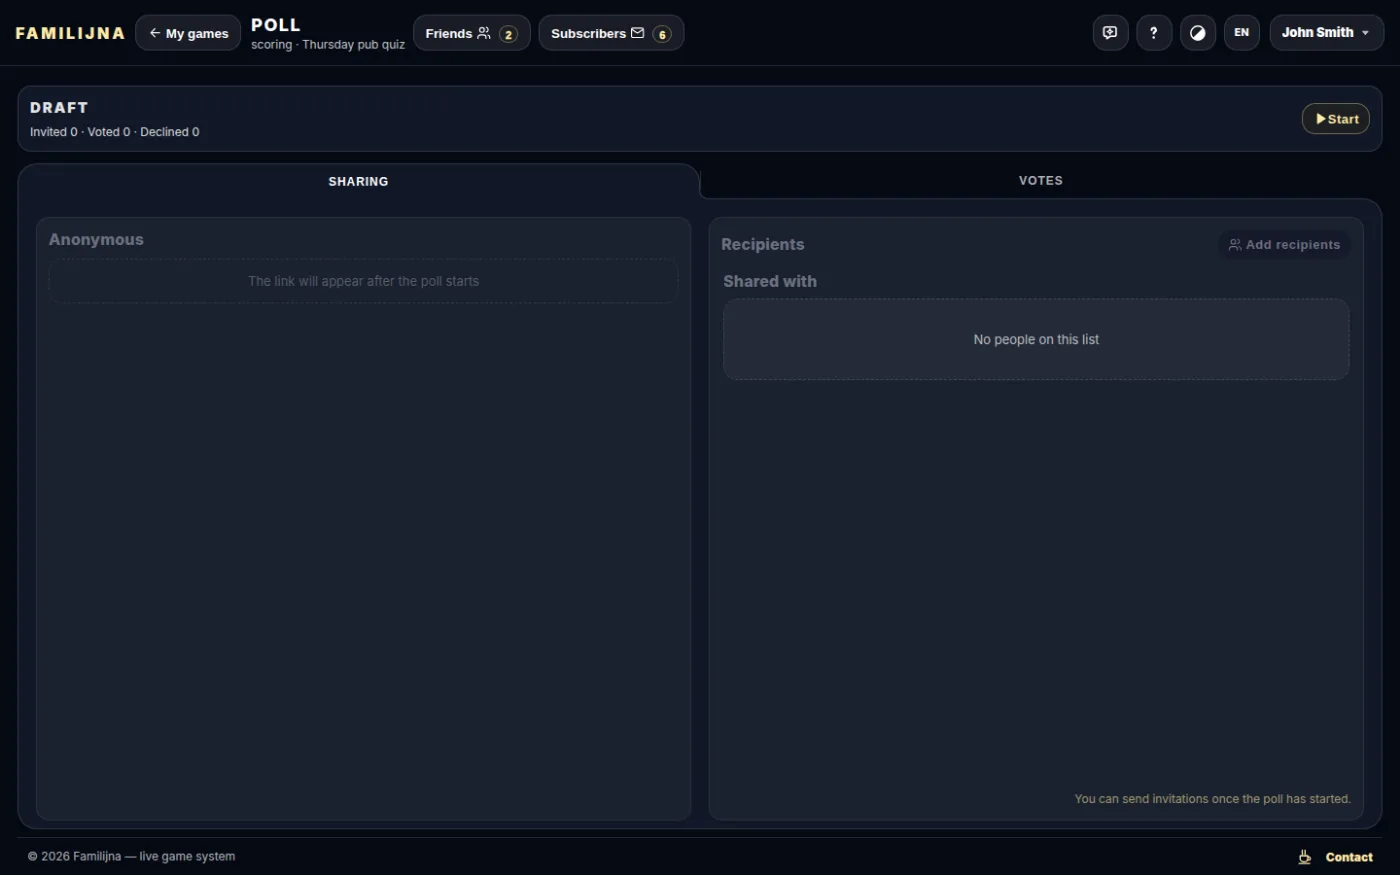 FAMILIJNA
← My games
POLL
scoring · Thursday pub quiz
Friends 2
Subscribers 6
?
EN
John Smith
DRAFT
Invited 0 · Voted 0 · Declined 0
Start
SHARING
VOTES
Anonymous
The link will appear after the poll starts
Recipients
Add recipients
Shared with
No people on this list
You can send invitations once the poll has started.
© 2026 Familijna — live game system
Contact